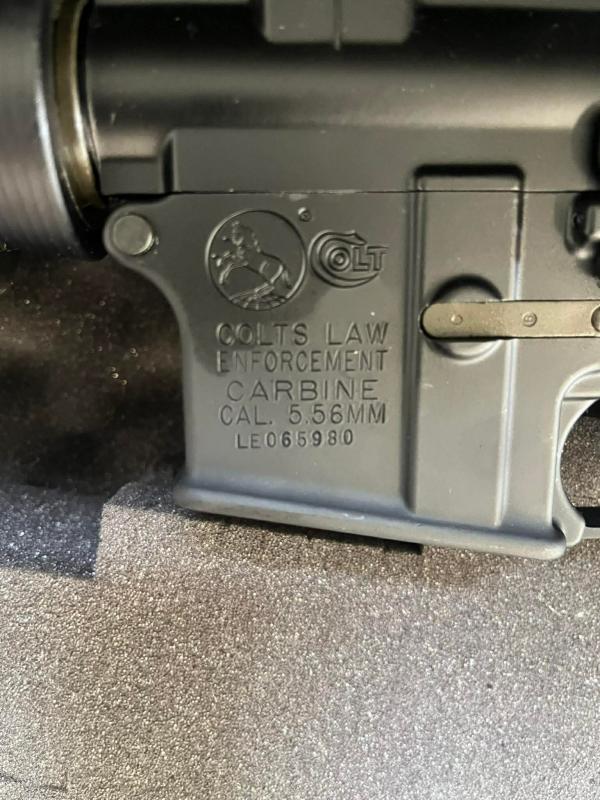 ®
COLT
COLTS LAW
ENFORCEMENT
CARBINE
CAL. 5.56MM
LE065980